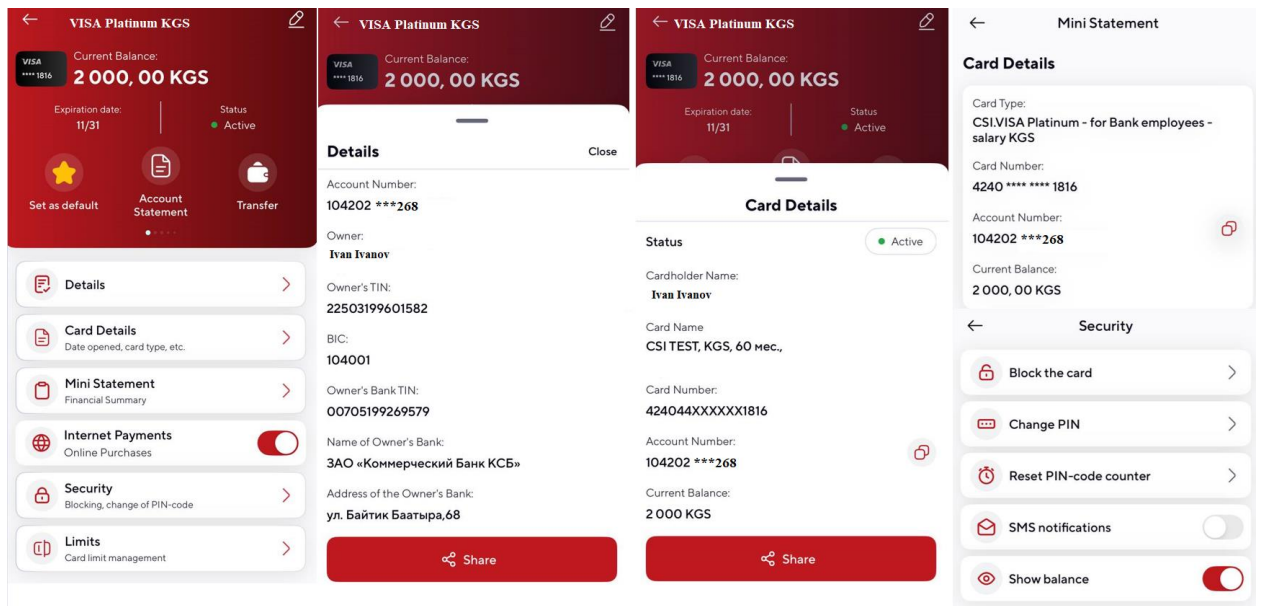 VISA Platinum KGS
VISA
**** 1816
Current Balance:
2 000, 00 KGS
Expiration date:
11/31
Status
Active
Set as default
Account
Statement
Transfer
Details
Card Details
Date opened, card type, etc.
Mini Statement
Financial Summary
Internet Payments
Online Purchases
Security
Blocking, change of PIN-code
Limits
Card limit management
VISA Platinum KGS
VISA
**** 1816
Current Balance:
2 000, 00 KGS
Details
Close
Account Number:
104202 ***268
Owner:
Ivan Ivanov
Owner's TIN:
22503199601582
BIC:
104001
Owner's Bank TIN:
00705199269579
Name of Owner's Bank:
ЗАО «Коммерческий Банк КСБ»
Address of the Owner's Bank:
ул. Байтик Баатыра,68
Share
VISA Platinum KGS
VISA
**** 1816
Current Balance:
2 000, 00 KGS
Expiration date:
11/31
Status
Active
Card Details
Status
Active
Cardholder Name:
Ivan Ivanov
Card Name
CSI TEST, KGS, 60 мес.,
Card Number:
424044XXXXXX1816
Account Number:
104202 ***268
Current Balance:
2 000 KGS
Share
Mini Statement
Card Details
Card Type:
CSI.VISA Platinum - for Bank employees -
salary KGS
Card Number:
4240 **** **** 1816
Account Number:
104202 ***268
Current Balance:
2 000, 00 KGS
Security
Block the card
Change PIN
Reset PIN-code counter
SMS notifications
Show balance